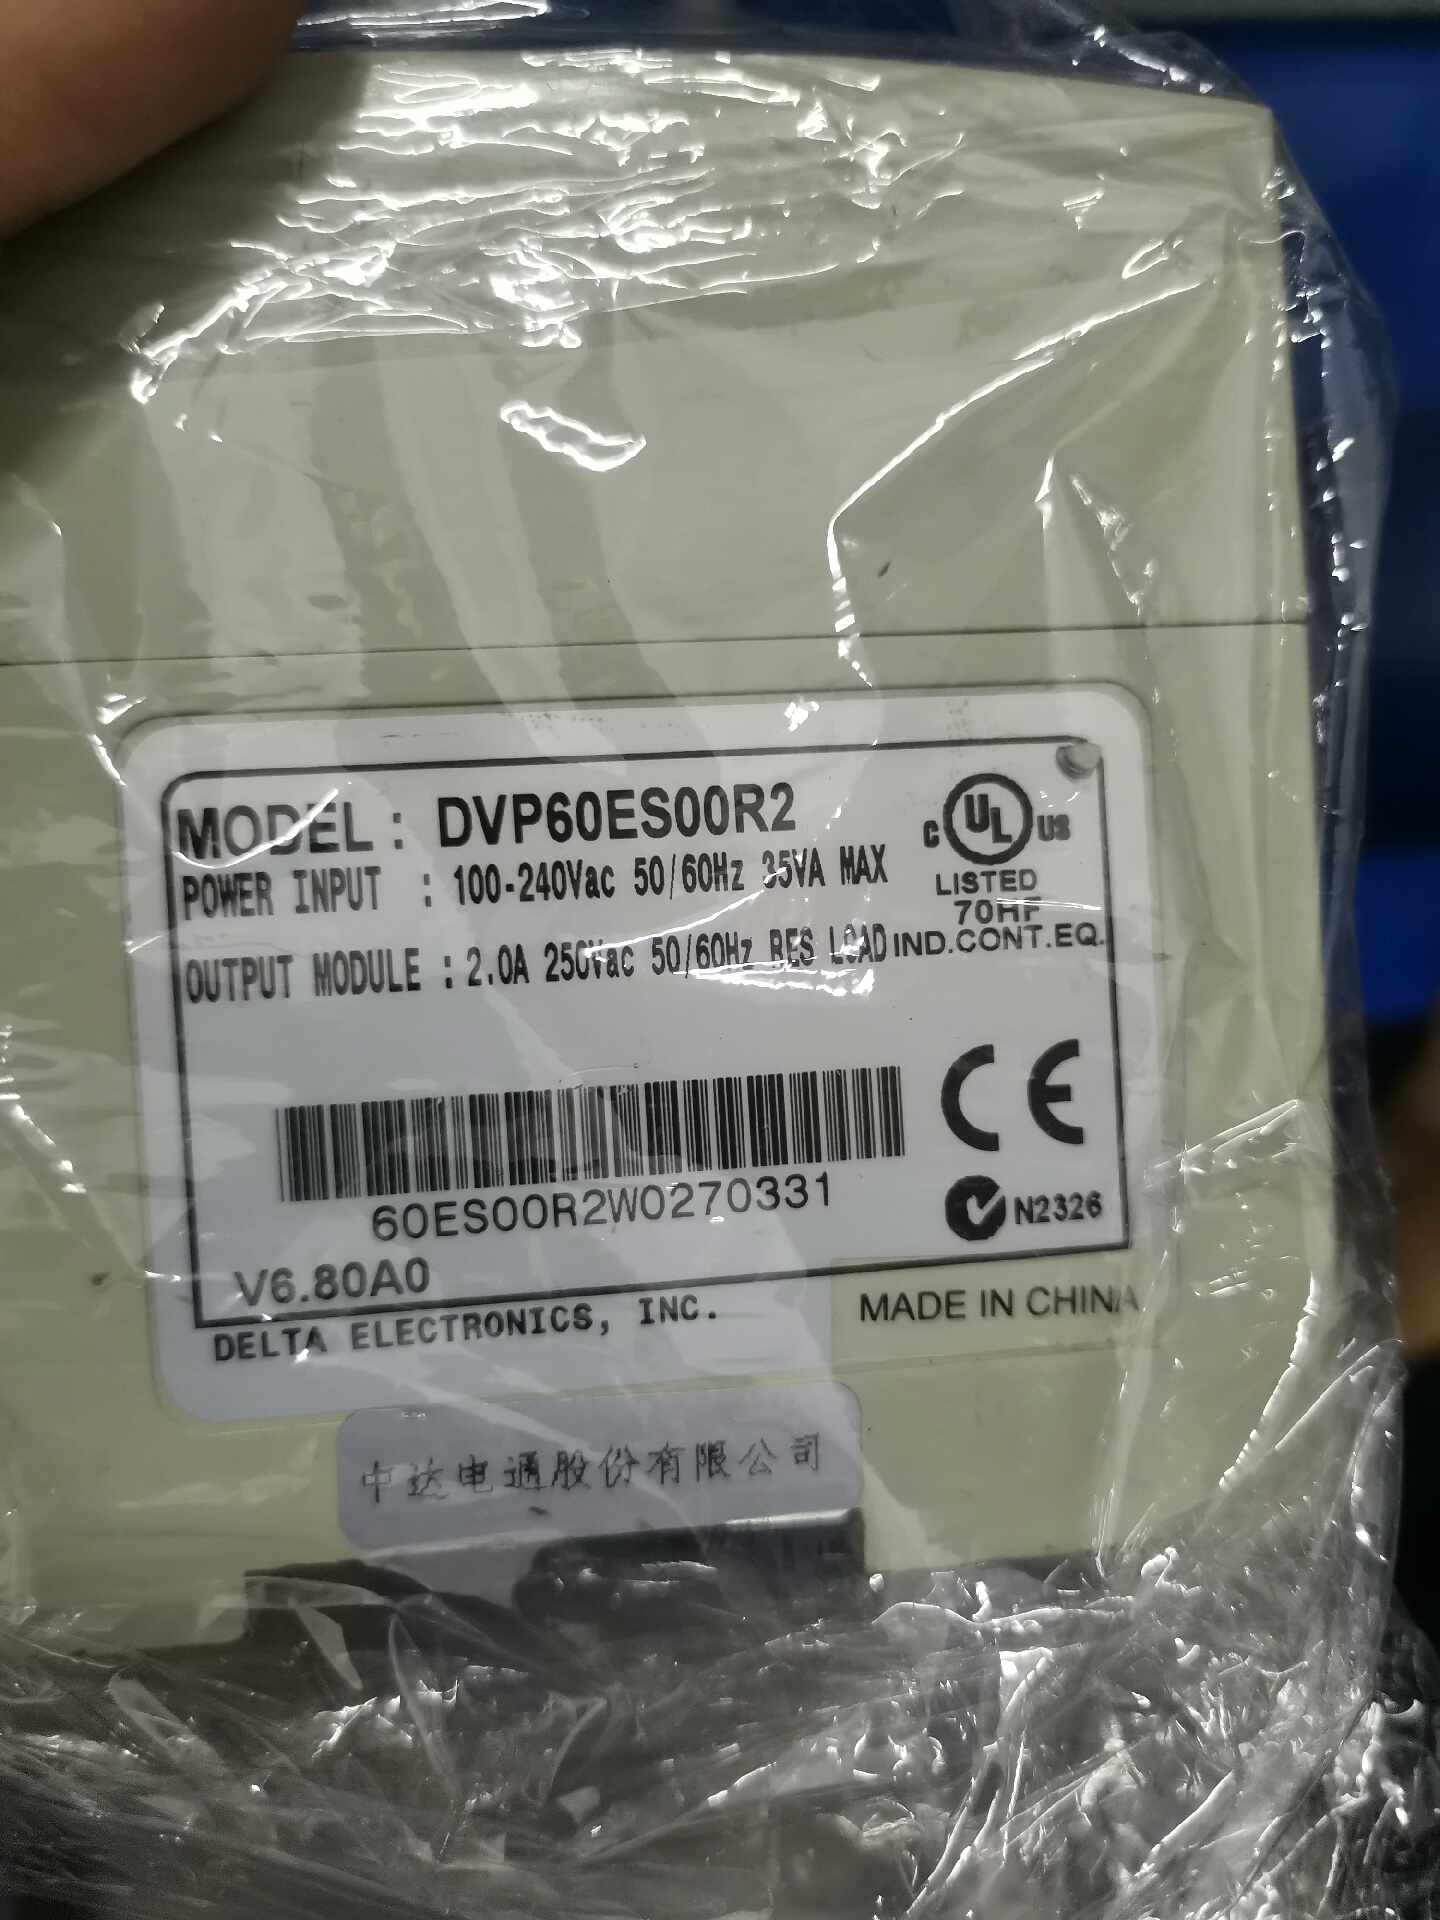 MODEL : DVP60ES00R2
POWER INPUT : 100-240Vac 50/60Hz 35VA MAX
OUTPUT MODULE : 2.0A 250Vac 50/60Hz RES LOAD
C UL US
LISTED
70HF
IND.CONT.EQ.
CE
N2326
60ES00R2W0270331
V6.80A0
DELTA ELECTRONICS, INC.
MADE IN CHINA
中达电通股份有限公司